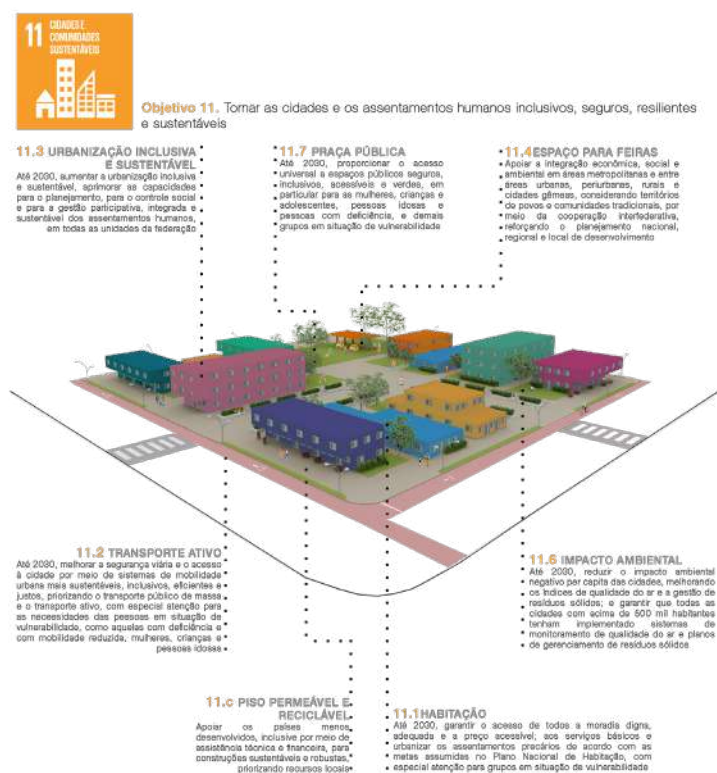 11 CIDADES E
COMUNIDADES
SUSTENTÁVEIS
Objetivo 11. Tornar as cidades e os assentamentos humanos inclusivos, seguros, resilientes
e sustentáveis
11.3 URBANIZAÇÃO INCLUSIVA
E SUSTENTÁVEL
Até 2030, aumentar a urbanização inclusiva
e sustentável, aprimorar as capacidades
para o planejamento, para o controle social
e para a gestão participativa, integrada e
sustentável dos assentamentos humanos,
em todas as unidades da federação
11.7 PRAÇA PÚBLICA
Até 2030, proporcionar o acesso
universal a espaços públicos seguros,
inclusivos, acessíveis e verdes, em
particular para as mulheres, crianças e
adolescentes, pessoas idosas e
pessoas com deficiência, e demais
grupos em situação de vulnerabilidade
11.4ESPAÇO PARA FEIRAS
Apoiar a integração econômica, social e
ambiental em áreas metropolitanas e entre
áreas urbanas, periurbanas, rurais e
cidades gêmeas, considerando territórios
de povos e comunidades tradicionais, por
meio da cooperação interfederativa,
reforçando o planejamento nacional,
regional e local de desenvolvimento
11.2 TRANSPORTE ATIVO
Até 2030, melhorar a segurança viária e o acesso
à cidade por meio de sistemas de mobilidade
urbana mais sustentáveis, inclusivos, eficientes e
justos, priorizando o transporte público de massa
e o transporte ativo, com especial atenção para
as necessidades das pessoas em situação de
vulnerabilidade, como aquelas com deficiência e
com mobilidade reduzida, mulheres, crianças e
pessoas idosas
11.6 IMPACTO AMBIENTAL
Até 2030, reduzir o impacto ambiental
negativo per capita das cidades, melhorando
os índices de qualidade do ar e a gestão de
resíduos sólidos; e garantir que todas as
cidades com acima de 500 mil habitantes
tenham implementado sistemas de
monitoramento de qualidade do ar e planos
de gerenciamento de resíduos sólidos
11.c PISO PERMEÁVEL E
RECICLÁVEL
Apoiar os países menos
desenvolvidos, inclusive por meio de
assistência técnica e financeira, para
construções sustentáveis e robustas,
priorizando recursos locais
11.1HABITAÇÃO
Até 2030, garantir o acesso de todos a moradia digna,
adequada e a preço acessível; aos serviços básicos e
urbanizar os assentamentos precários de acordo com as
metas assumidas no Plano Nacional de Habitação, com
especial atenção para grupos em situação de vulnerabilidade